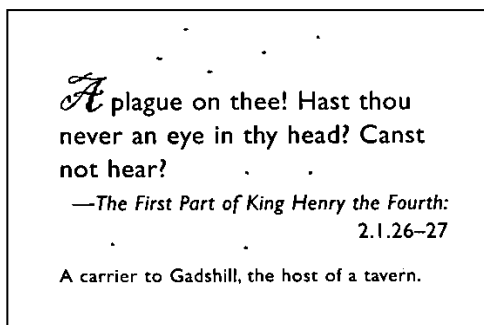 A plague on thee! Hast thou
never an eye in thy head? Canst
not hear?
—The First Part of King Henry the Fourth:
2.1.26–27
A carrier to Gadshill, the host of a tavern.